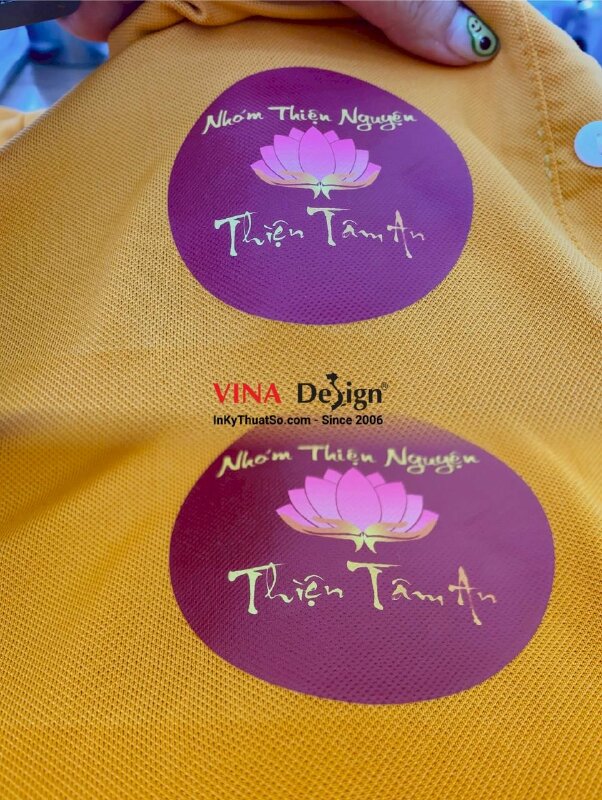 Nhóm Thiện Nguyện
Thiện Tâm An
VINA Design®
InKyThuatSo.com - Since 2006
Nhóm Thiện Nguyện
Thiện Tâm An